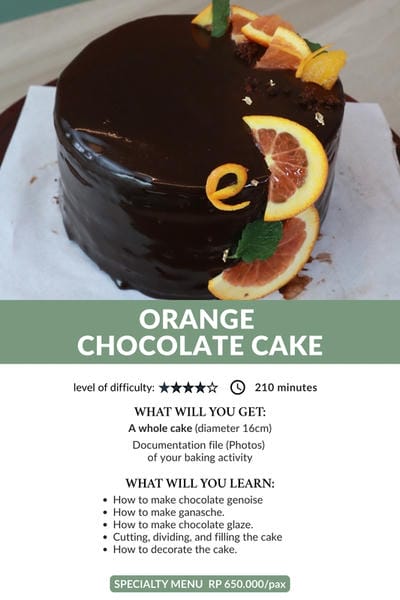 ORANGE
CHOCOLATE CAKE
level of difficulty: ★★★★☆ 210 minutes
WHAT WILL YOU GET:
A whole cake (diameter 16cm)
Documentation file (Photos)
of your baking activity
WHAT WILL YOU LEARN:
• How to make chocolate genoise
• How to make ganasche.
• How to make chocolate glaze.
• Cutting, dividing, and filling the cake
• How to decorate the cake.
SPECIALTY MENU RP 650.000/pax